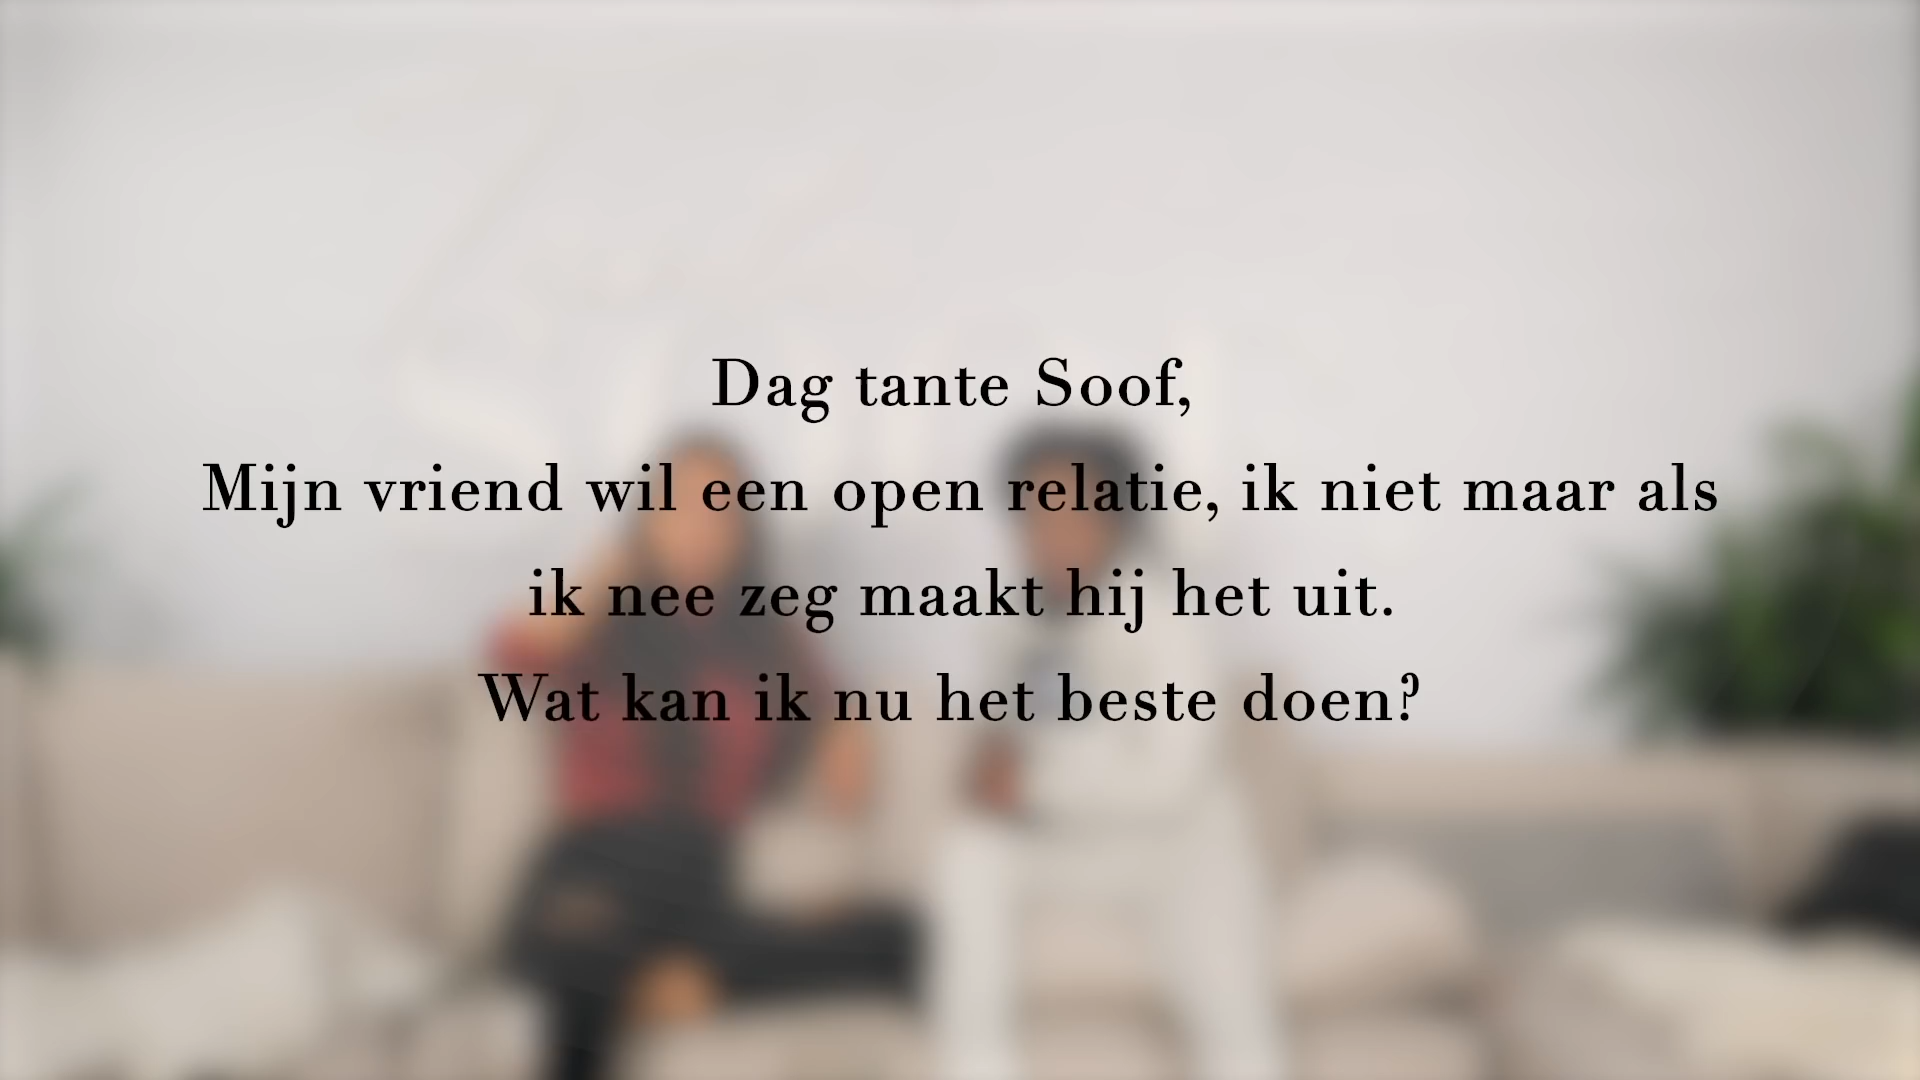 Dag tante Soof,
Mijn vriend wil een open relatie, ik niet maar als
ik nee zeg maakt hij het uit.
Wat kan ik nu het beste doen?